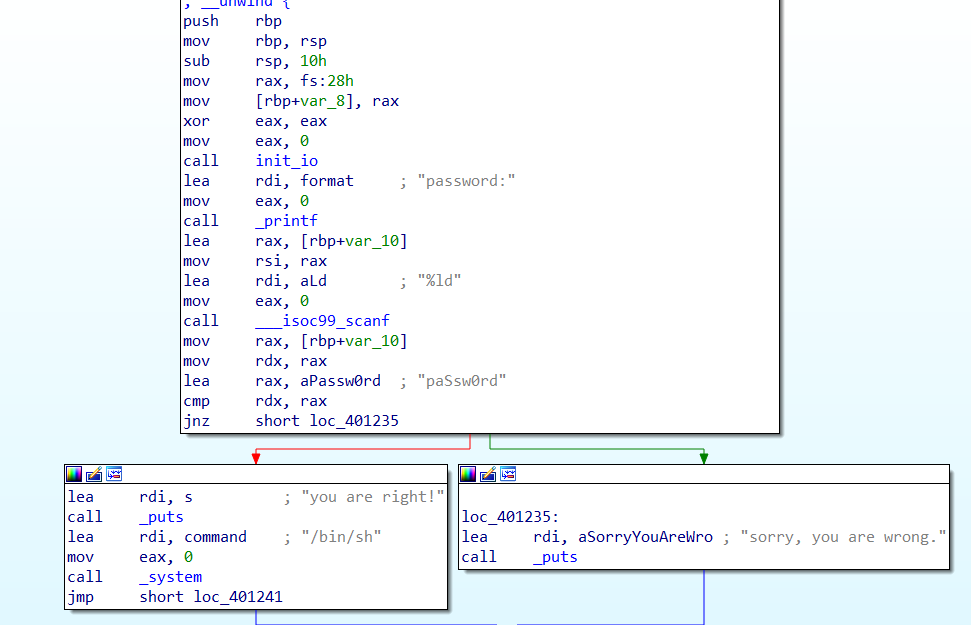 ; __unwind {
push rbp
mov rbp, rsp
sub rsp, 10h
mov rax, fs:28h
mov [rbp+var_8], rax
xor eax, eax
mov eax, 0
call init_io
lea rdi, format ; "password:"
mov eax, 0
call _printf
lea rax, [rbp+var_10]
mov rsi, rax
lea rdi, aLd ; "%ld"
mov eax, 0
call ___isoc99_scanf
mov rax, [rbp+var_10]
mov rdx, rax
lea rax, aPassw0rd ; "paSsw0rd"
cmp rdx, rax
jnz short loc_401235
lea rdi, s ; "you are right!"
call _puts
lea rdi, command ; "/bin/sh"
mov eax, 0
call _system
jmp short loc_401241
loc_401235:
lea rdi, aSorryYouAreWro ; "sorry, you are wrong."
call _puts